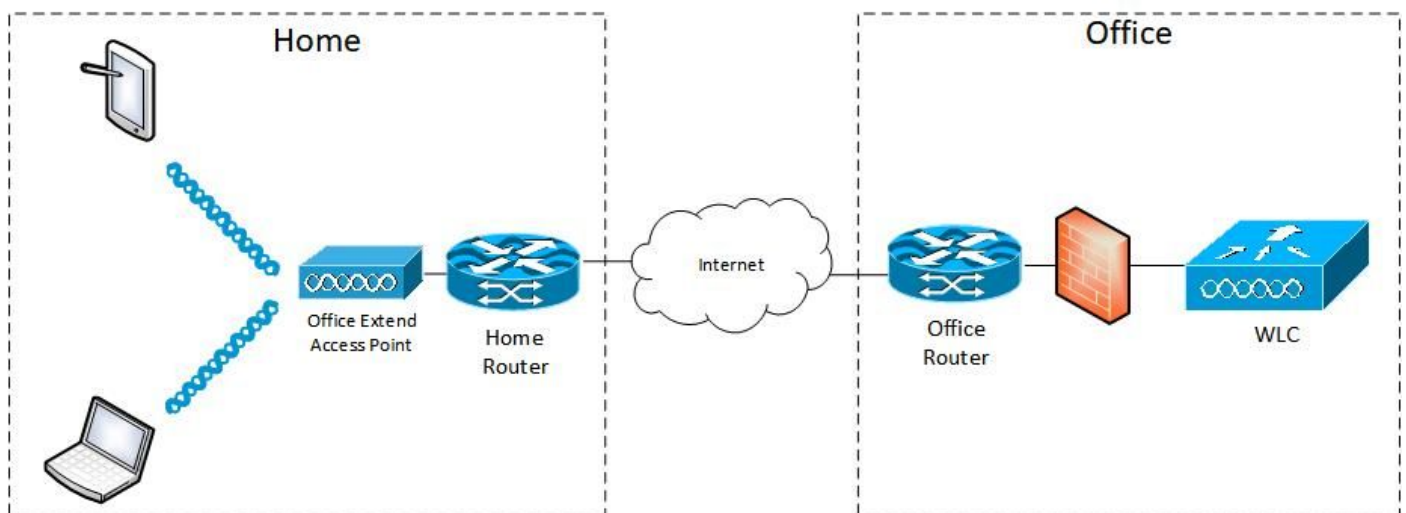 Home
Office
Internet
Office Extend
Access Point
Home
Router
Office
Router
WLC